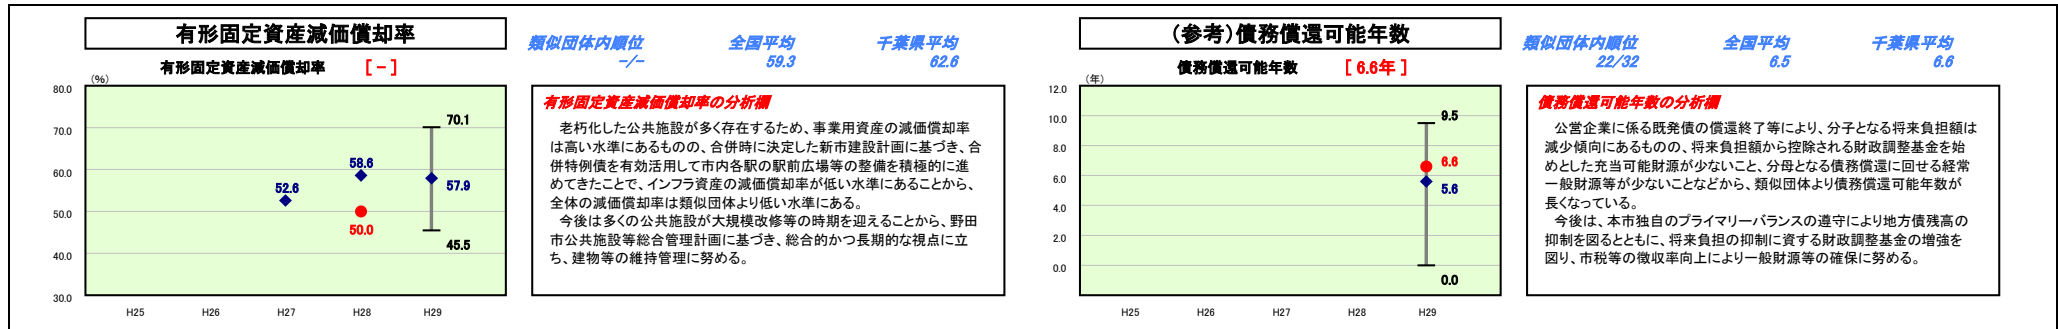 有形固定資産減価償却率
類似団体内順位 全国平均 千葉県平均
-/- 59.3 62.6
有形固定資産減価償却率 [ - ]
(%)
80.0
70.0
60.0
50.0
40.0
30.0
70.1
58.6
57.9
52.6
50.0
45.5
H25 H26 H27 H28 H29
有形固定資産減価償却率の分析欄
老朽化した公共施設が多く存在するため、事業用資産の減価償却率
は高い水準にあるものの、合併時に決定した新市建設計画に基づき、合
併特例債を有効活用して市内各駅の駅前広場等の整備を積極的に進
めてきたことで、インフラ資産の減価償却率が低い水準にあることから、
全体の減価償却率は類似団体より低い水準にある。
今後は多くの公共施設が大規模改修等の時期を迎えることから、野田
市公共施設等総合管理計画に基づき、総合的かつ長期的な視点に立
ち、建物等の維持管理に努める。
(参考)債務償還可能年数
類似団体内順位 全国平均 千葉県平均
22/32 6.5 6.6
債務償還可能年数 [ 6.6年 ]
(年)
12.0
10.0
8.0
6.0
4.0
2.0
0.0
9.5
6.6
5.6
0.0
H25 H26 H27 H28 H29
債務償還可能年数の分析欄
公営企業に係る既発債の償還終了等により、分子となる将来負担額は
減少傾向にあるものの、将来負担額から控除される財政調整基金を始
めとした充当可能財源が少ないこと、分母となる債務償還に回せる経常
一般財源等が少ないことなどから、類似団体より債務償還可能年数が
長くなっている。
今後は、本市独自のプライマリーバランスの遵守により地方債残高の
抑制を図るとともに、将来負担の抑制に資する財政調整基金の増強を
図り、市税等の徴収率向上により一般財源等の確保に努める。